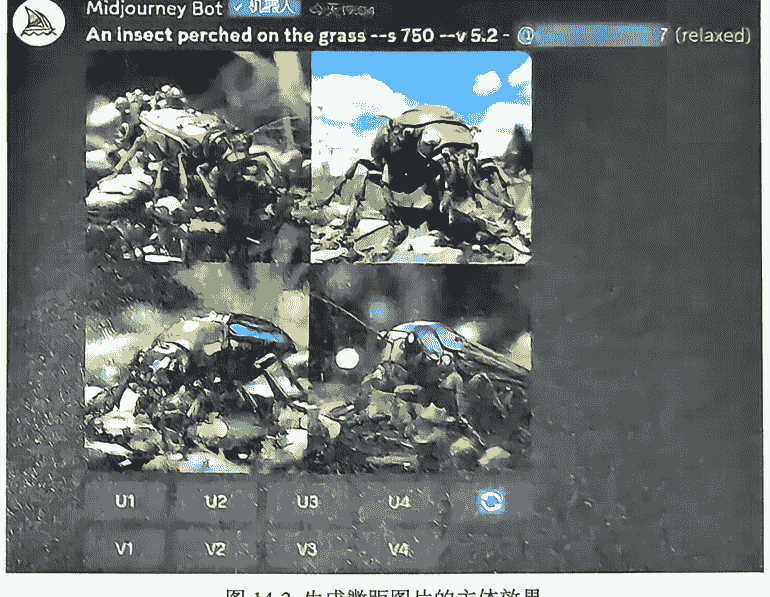 Midjourney Bot ✓机器人 今天
An insect perched on the grass --s 750 --v 5.2 - @ 7 (relaxed)
U1 U2 U3 U4
V1 V2 V3 V4
图 14-2 生成微距图片的主体效果